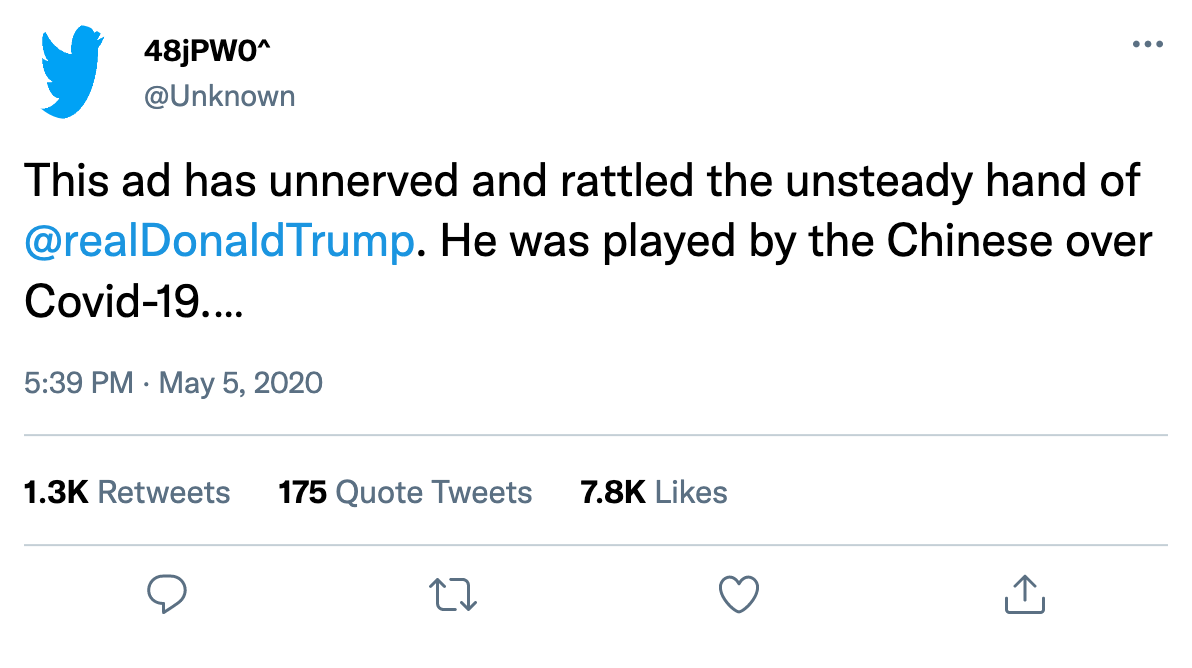 48jPW0^
@Unknown
This ad has unnerved and rattled the unsteady hand of
@realDonaldTrump. He was played by the Chinese over
Covid-19....
5:39 PM · May 5, 2020
1.3K Retweets 175 Quote Tweets 7.8K Likes